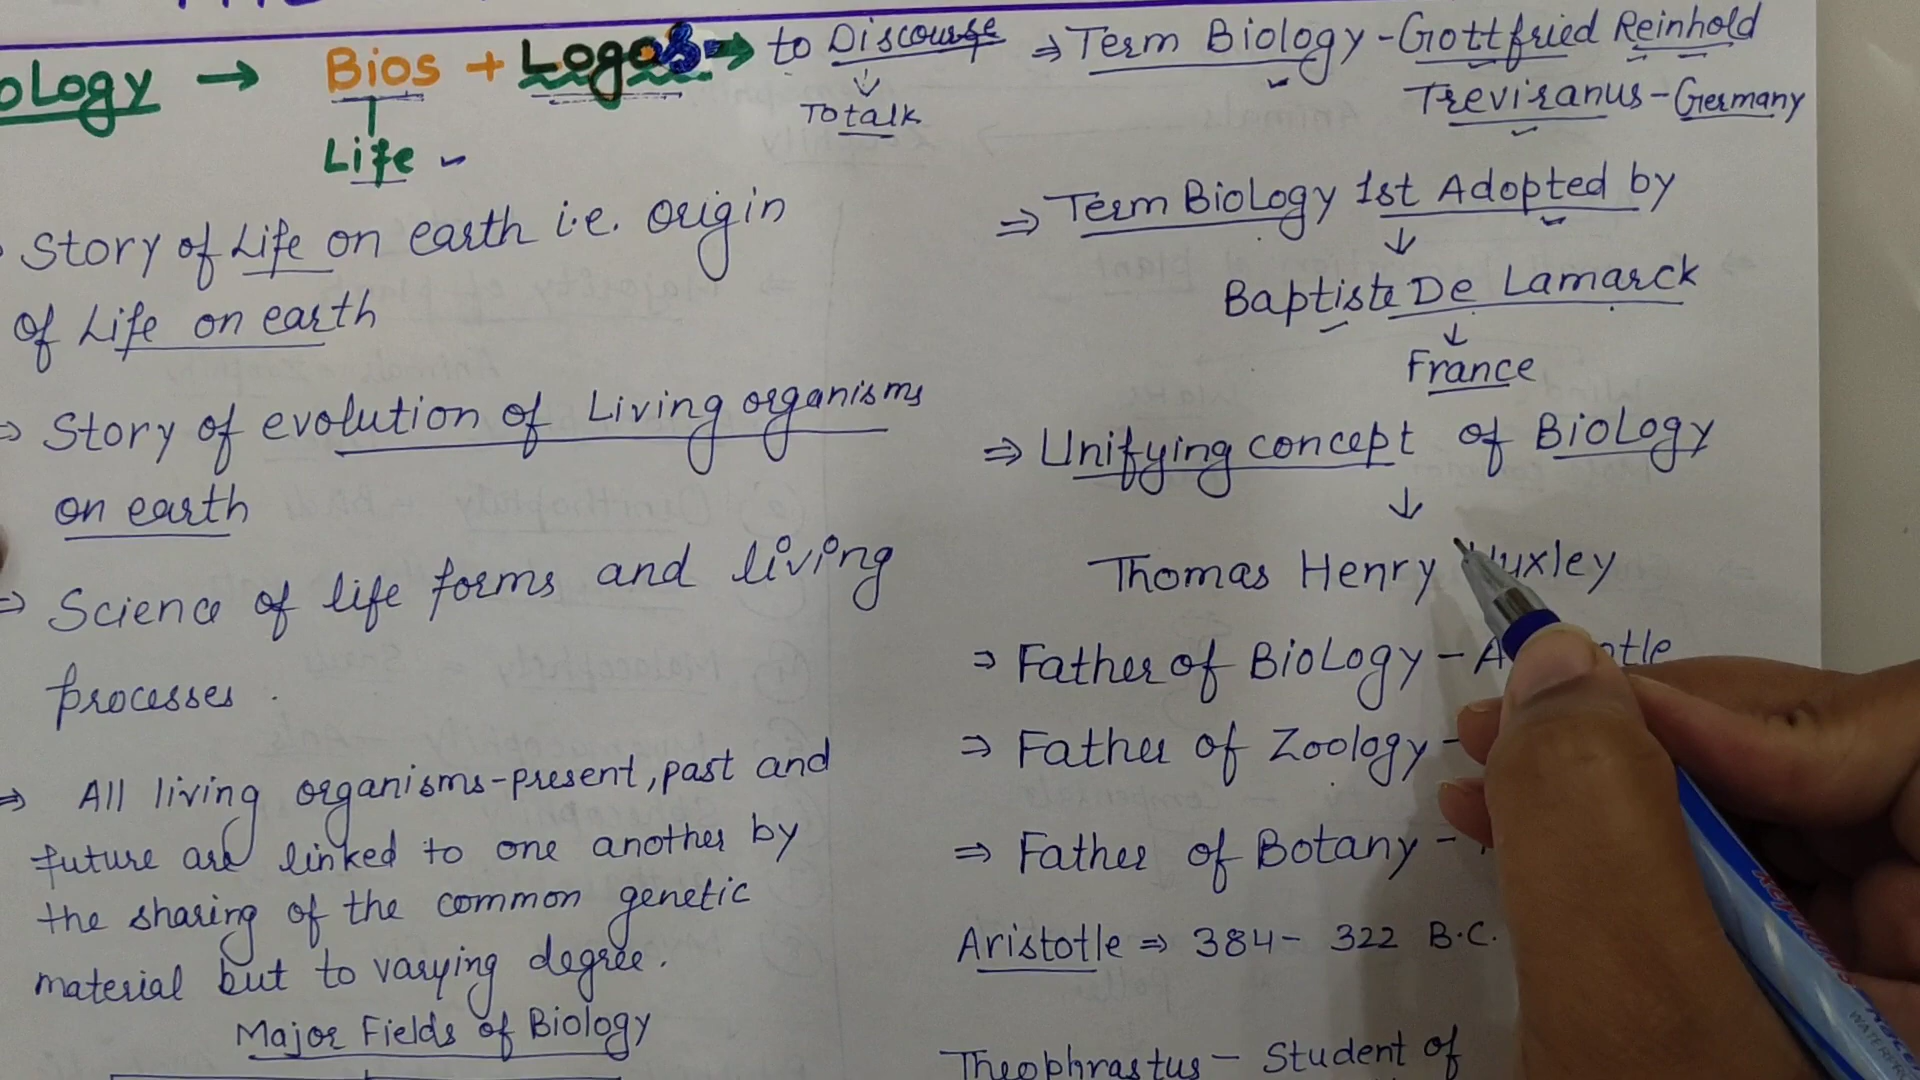 oLogy → Bios + Logos → to Discourse
To talk
Life
Story of Life on earth i.e. origin
of Life on earth
⇒ Story of evolution of Living organisms
on earth
⇒ Science of life forms and living
processes.
⇒ All living organisms-present, past and
future are linked to one another by
the sharing of the common genetic
material but to varying degree.
Major Fields of Biology
⇒ Term Biology - Gottfried Reinhold
Treviranus - Germany
⇒ Term Biology 1st Adopted by
↓
Baptiste De Lamarck
↓
France
⇒ Unifying concept of Biology
↓
Thomas Henry Huxley
⇒ Father of Biology - Aristotle
⇒ Father of Zoology -
⇒ Father of Botany -
Aristotle ⇒ 384 - 322 B.C.
Theophrastus - Student of